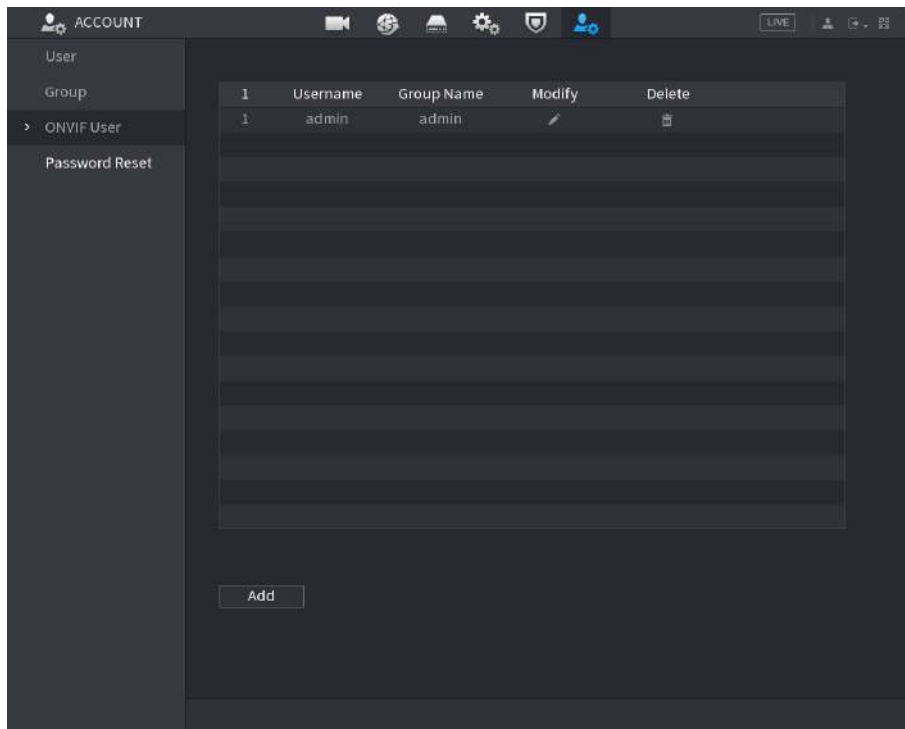 ACCOUNT LIVE
User
Group
ONVIF User
Password Reset
1 Username Group Name Modify Delete
1 admin admin
Add